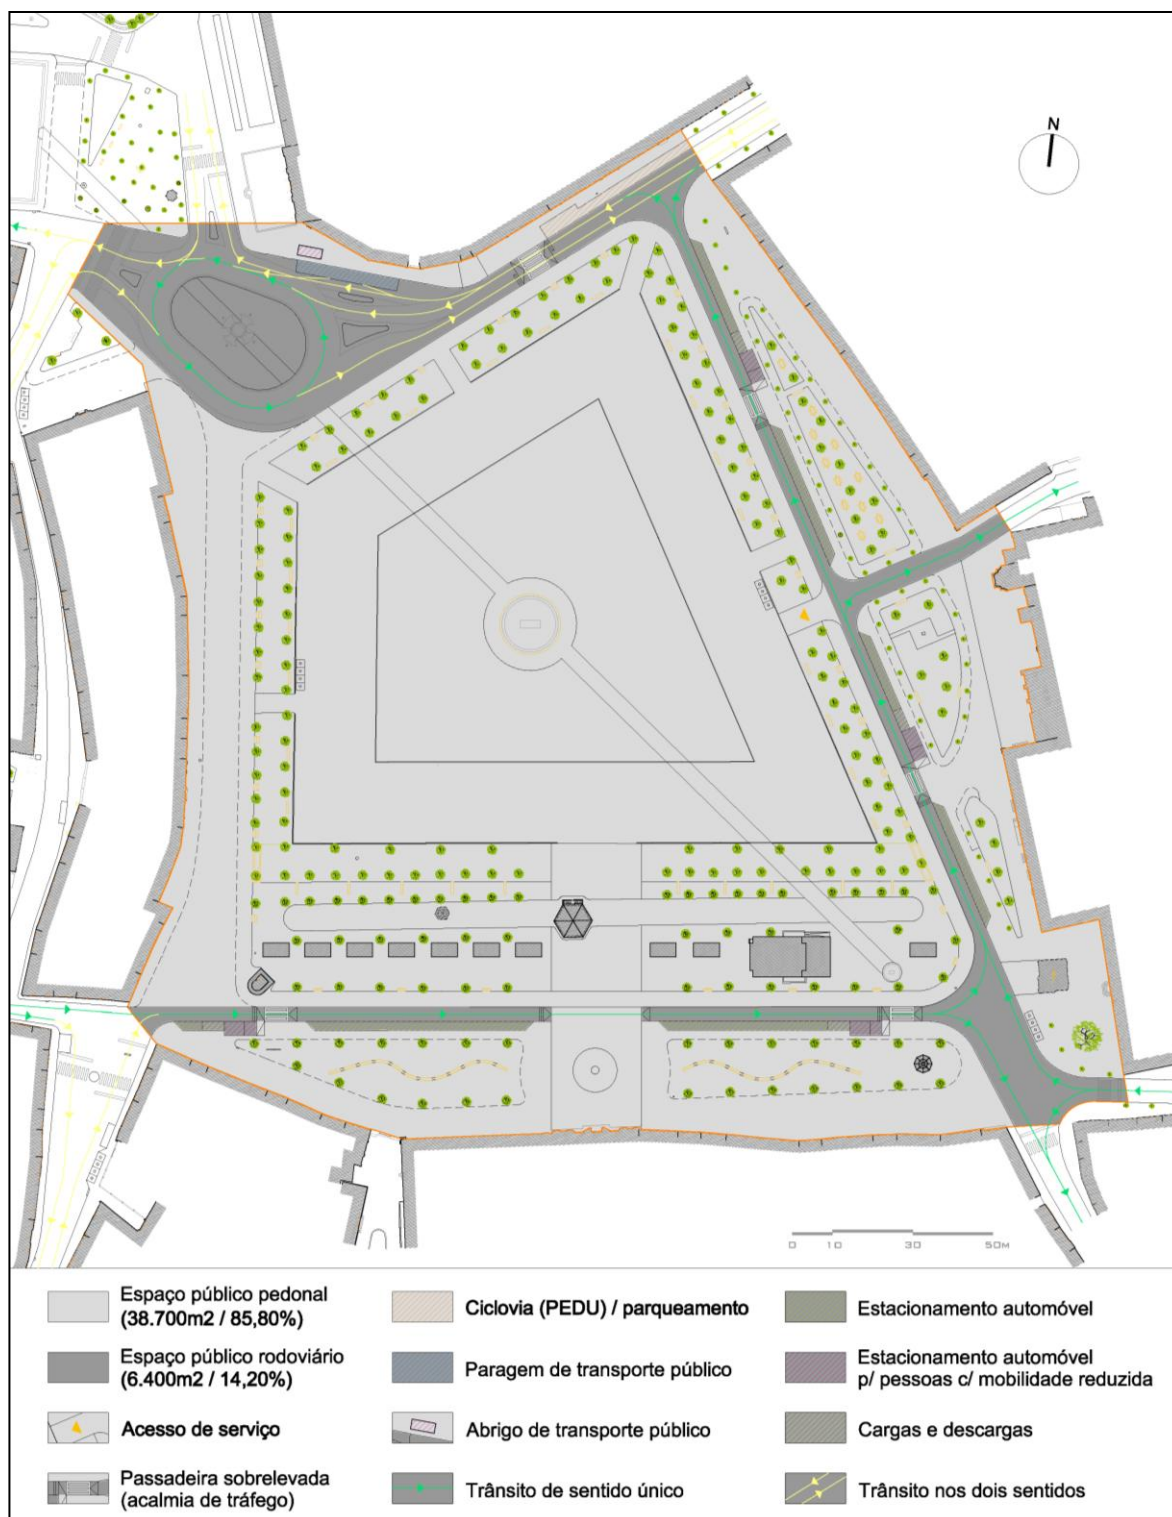 N
0 10 30 50M
Espaço público pedonal
(38.700m2 / 85,80%)
Ciclovia (PEDU) / parqueamento
Estacionamento automóvel
Espaço público rodoviário
(6.400m2 / 14,20%)
Paragem de transporte público
Estacionamento automóvel
p/ pessoas c/ mobilidade reduzida
Acesso de serviço
Abrigo de transporte público
Cargas e descargas
Passadeira sobrelevada
(acalmia de tráfego)
Trânsito de sentido único
Trânsito nos dois sentidos